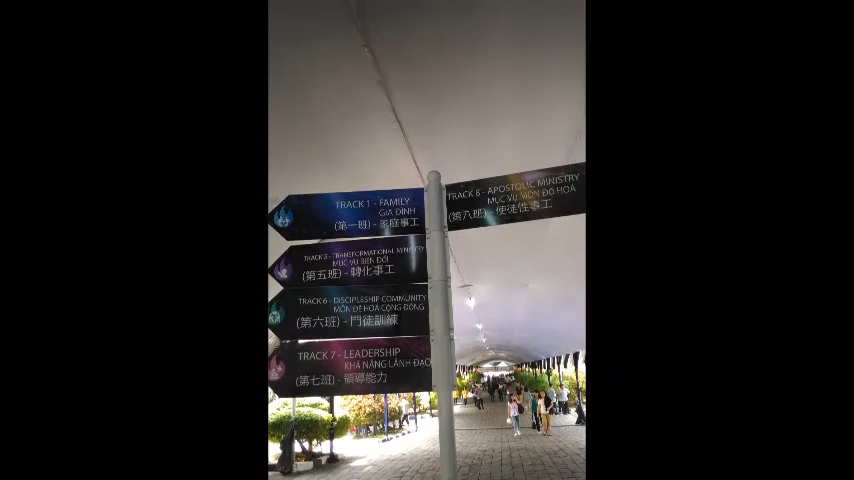 TRACK 1 - FAMILY
GIA ĐÌNH
(第一班) - 家庭事工
TRACK 5 - TRANSFORMATIONAL MINISTRY
MỤC VỤ BIẾN ĐỔI
(第五班) - 轉化事工
TRACK 6 - DISCIPLESHIP COMMUNITY
MÔN ĐỆ HOÁ CỘNG ĐỒNG
(第六班) - 門徒訓練
TRACK 7 - LEADERSHIP
KHẢ NĂNG LÃNH ĐẠO
(第七班) - 領導能力
TRACK 8 - APOSTOLIC MINISTRY
MỤC VỤ MÔN ĐỒ HOÁ
(第八班) - 使徒性事工